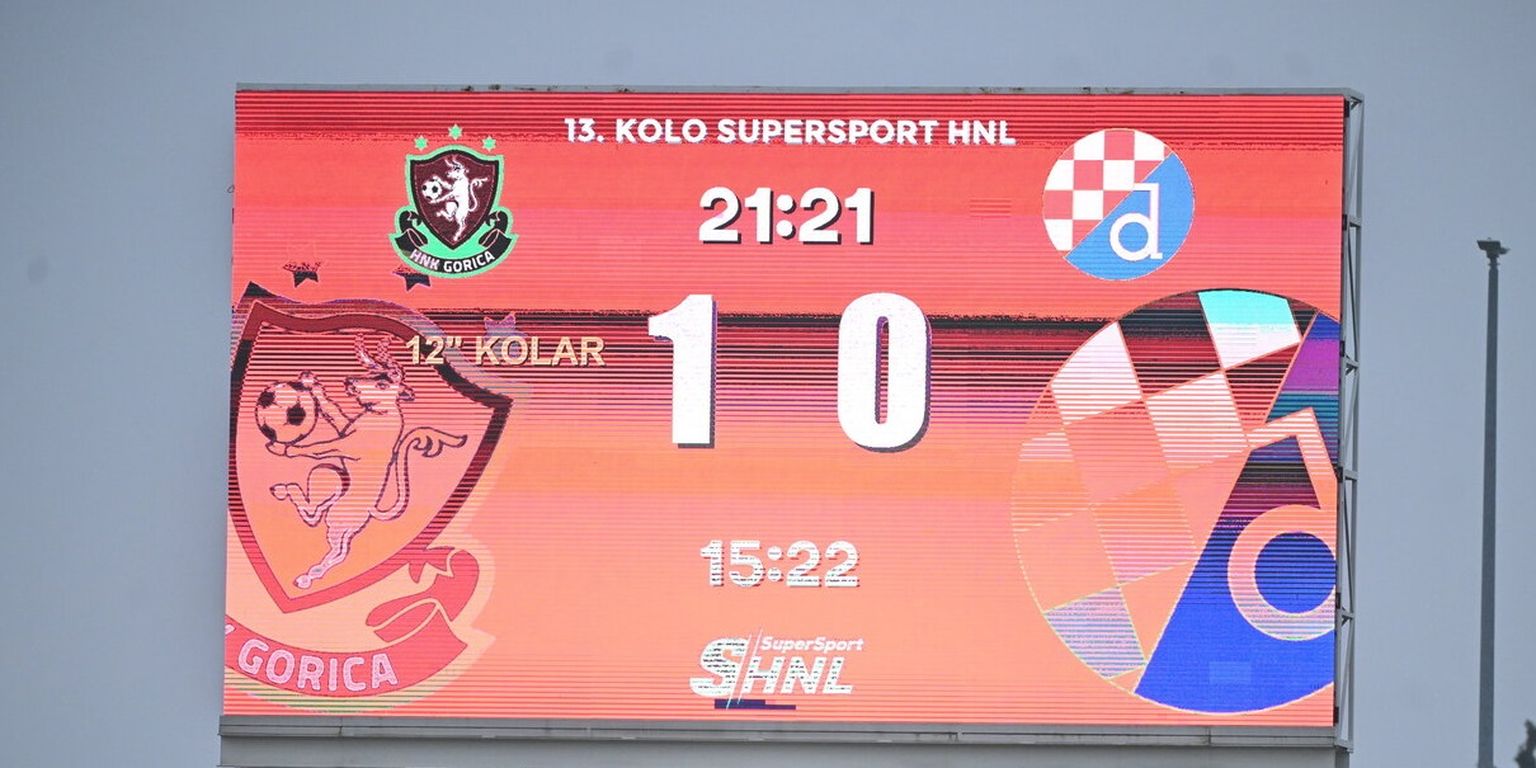 13. KOLO SUPERSPORT HNL
HNK GORICA
21:21
d
1 0
12" KOLAR
GORICA
d
15:22
SuperSport
SHNL